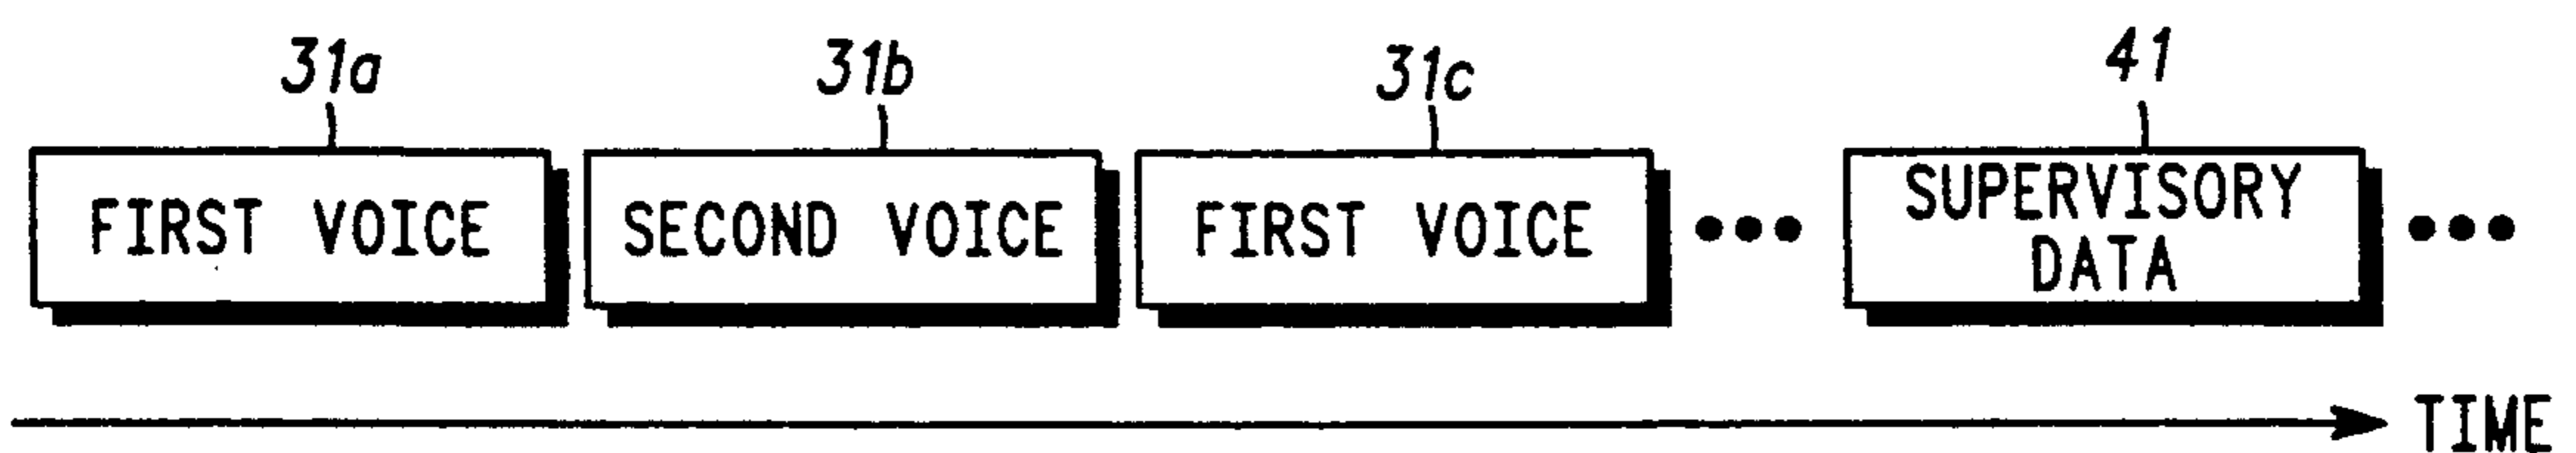 31a
31b
31c
41
FIRST VOICE
SECOND VOICE
FIRST VOICE
•••
SUPERVISORY
DATA
•••
TIME